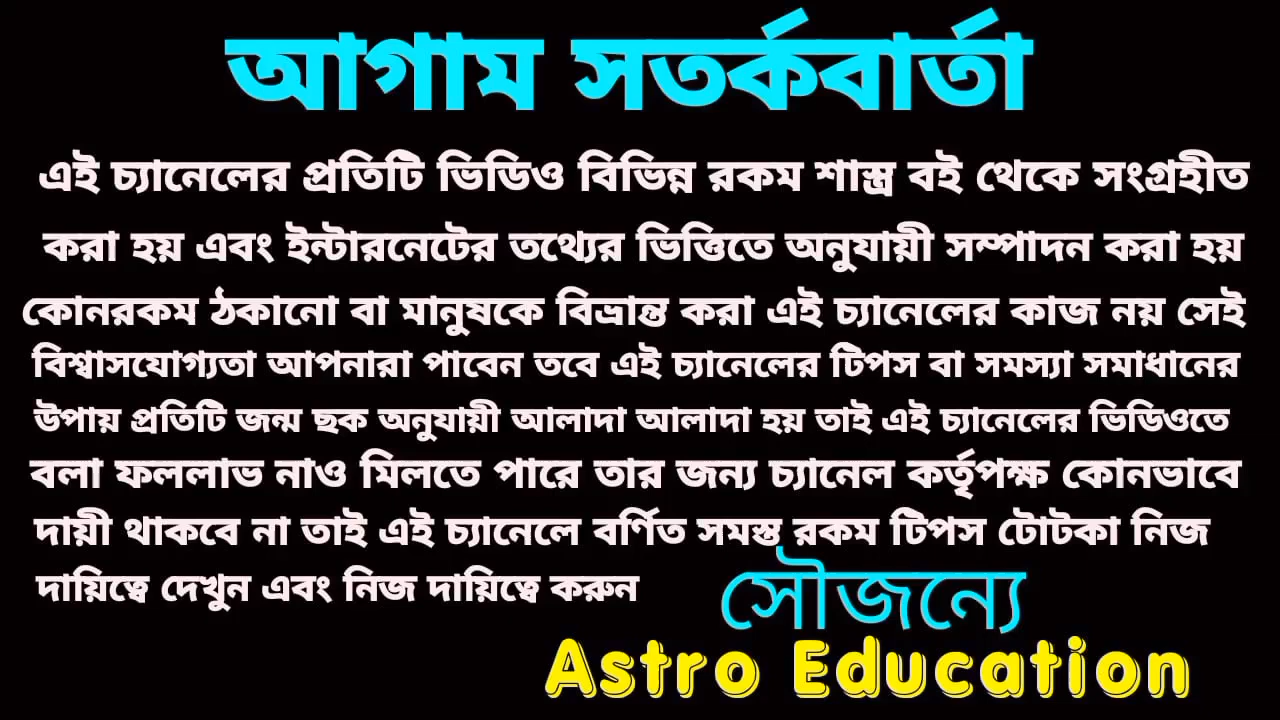 আগাম সতর্কবার্তা
এই চ্যানেলের প্রতিটি ভিডিও বিভিন্ন রকম শাস্ত্র বই থেকে সংগ্রহীত
করা হয় এবং ইন্টারনেটের তথ্যের ভিত্তিতে অনুযায়ী সম্পাদন করা হয়
কোনরকম ঠকানো বা মানুষকে বিভ্রান্ত করা এই চ্যানেলের কাজ নয় সেই
বিশ্বাসযোগ্যতা আপনারা পাবেন তবে এই চ্যানেলের টিপস বা সমস্যা সমাধানের
উপায় প্রতিটি জন্ম ছক অনুযায়ী আলাদা আলাদা হয় তাই এই চ্যানেলের ভিডিওতে
বলা ফললাভ নাও মিলতে পারে তার জন্য চ্যানেল কর্তৃপক্ষ কোনভাবে
দায়ী থাকবে না তাই এই চ্যানেলে বর্ণিত সমস্ত রকম টিপস টোটকা নিজ
দায়িত্বে দেখুন এবং নিজ দায়িত্বে করুন
সৌজন্যে
Astro Education